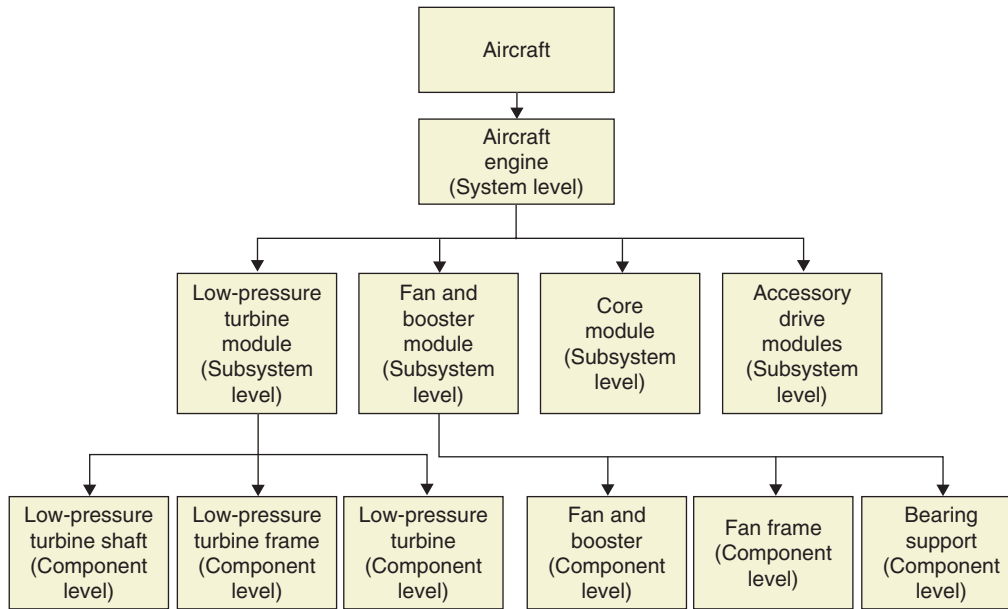 Aircraft
Aircraft
engine
(System level)
Low-pressure
turbine
module
(Subsystem
level)
Fan and
booster
module
(Subsystem
level)
Core
module
(Subsystem
level)
Accessory
drive
modules
(Subsystem
level)
Low-pressure
turbine shaft
(Component
level)
Low-pressure
turbine frame
(Component
level)
Low-pressure
turbine
(Component
level)
Fan and
booster
(Component
level)
Fan frame
(Component
level)
Bearing
support
(Component
level)